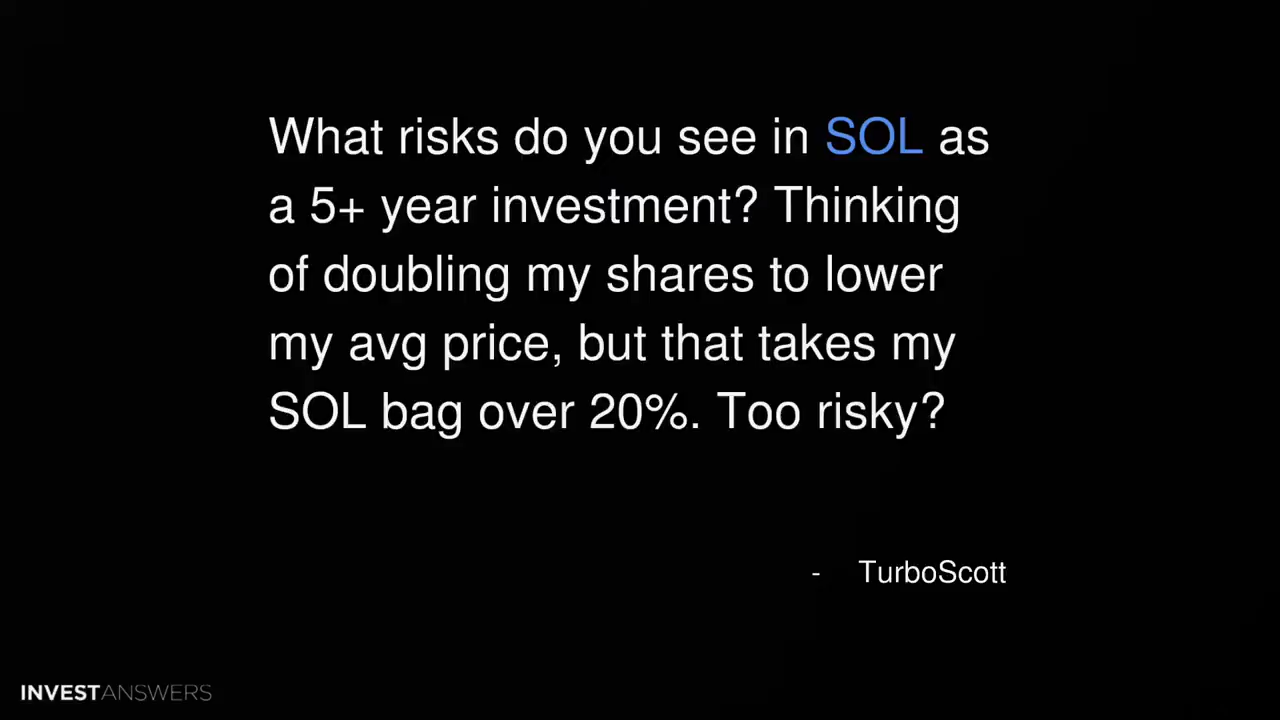 What risks do you see in SOL as
a 5+ year investment? Thinking
of doubling my shares to lower
my avg price, but that takes my
SOL bag over 20%. Too risky?
- TurboScott
INVESTANSWERS